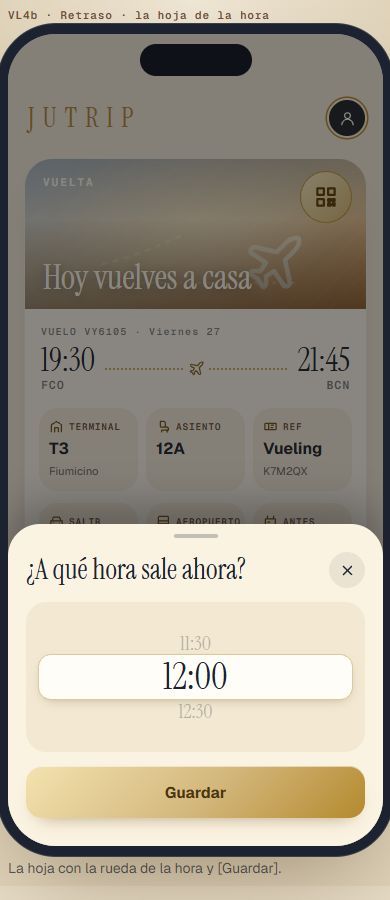 VL4b · Retraso · la hoja de la hora
JUTRIP
VUELTA
Hoy vuelves a casa
VUELO VY6105 · Viernes 27
19:30 21:45
FCO BCN
TERMINAL ASIENTO REF
T3 12A Vueling
Fiumicino K7M2QX
SALIR AEROPUERTO ANTES
¿A qué hora sale ahora?
11:30
12:00
12:30
Guardar
La hoja con la rueda de la hora y [Guardar].